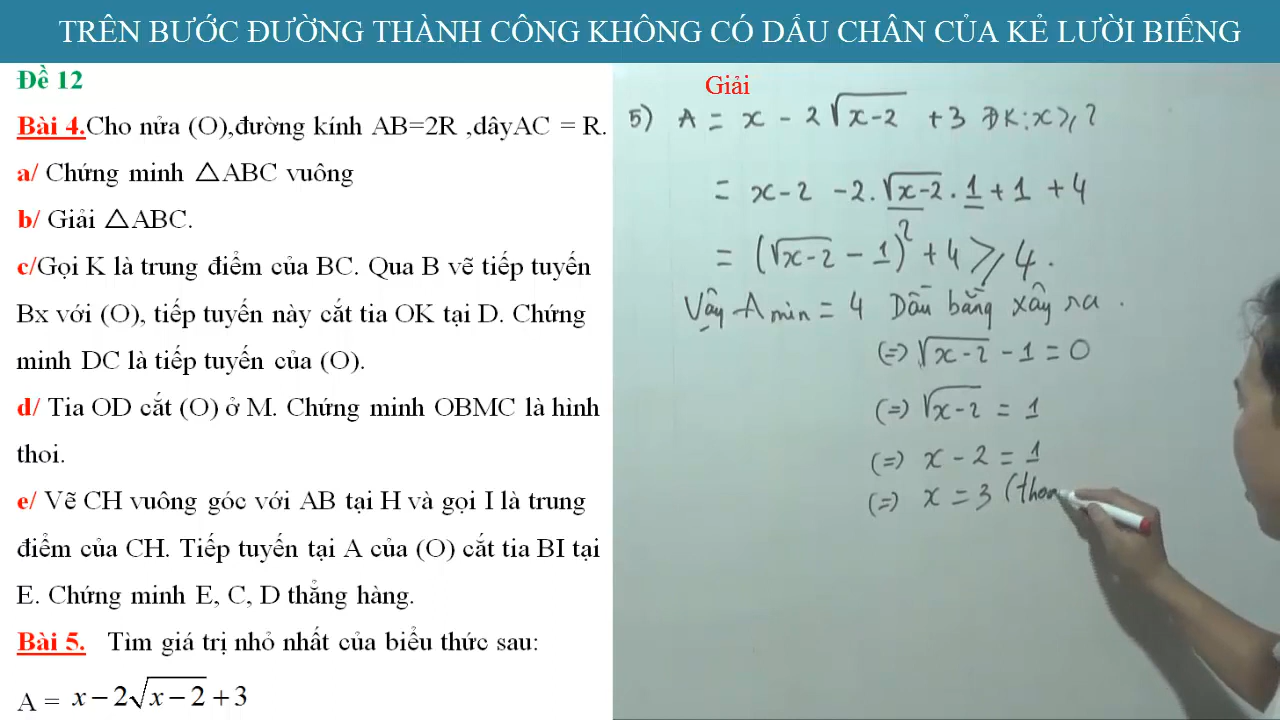 TRÊN BƯỚC ĐƯỜNG THÀNH CÔNG KHÔNG CÓ DẤU CHÂN CỦA KẺ LƯỜI BIẾNG
Đề 12
Bài 4.Cho nửa (O),đường kính AB=2R ,dâyAC = R.
a/ Chứng minh △ABC vuông
b/ Giải △ABC.
c/Gọi K là trung điểm của BC. Qua B vẽ tiếp tuyến
Bx với (O), tiếp tuyến này cắt tia OK tại D. Chứng
minh DC là tiếp tuyến của (O).
d/ Tia OD cắt (O) ở M. Chứng minh OBMC là hình
thoi.
e/ Vẽ CH vuông góc với AB tại H và gọi I là trung
điểm của CH. Tiếp tuyến tại A của (O) cắt tia BI tại
E. Chứng minh E, C, D thẳng hàng.
Bài 5. Tìm giá trị nhỏ nhất của biểu thức sau:
A = x − 2√(x−2) + 3
Giải
5) A = x - 2√(x-2) + 3 ĐK: x ⩾ 2
= x - 2 - 2.√(x-2) . 1 + 1 + 4
= (√(x-2) - 1)² + 4 ⩾ 4.
Vậy A min = 4 Dấu bằng xảy ra .
(=) √(x-2) - 1 = 0
(=) √(x-2) = 1
(=) x - 2 = 1
(=) x = 3 (thoa